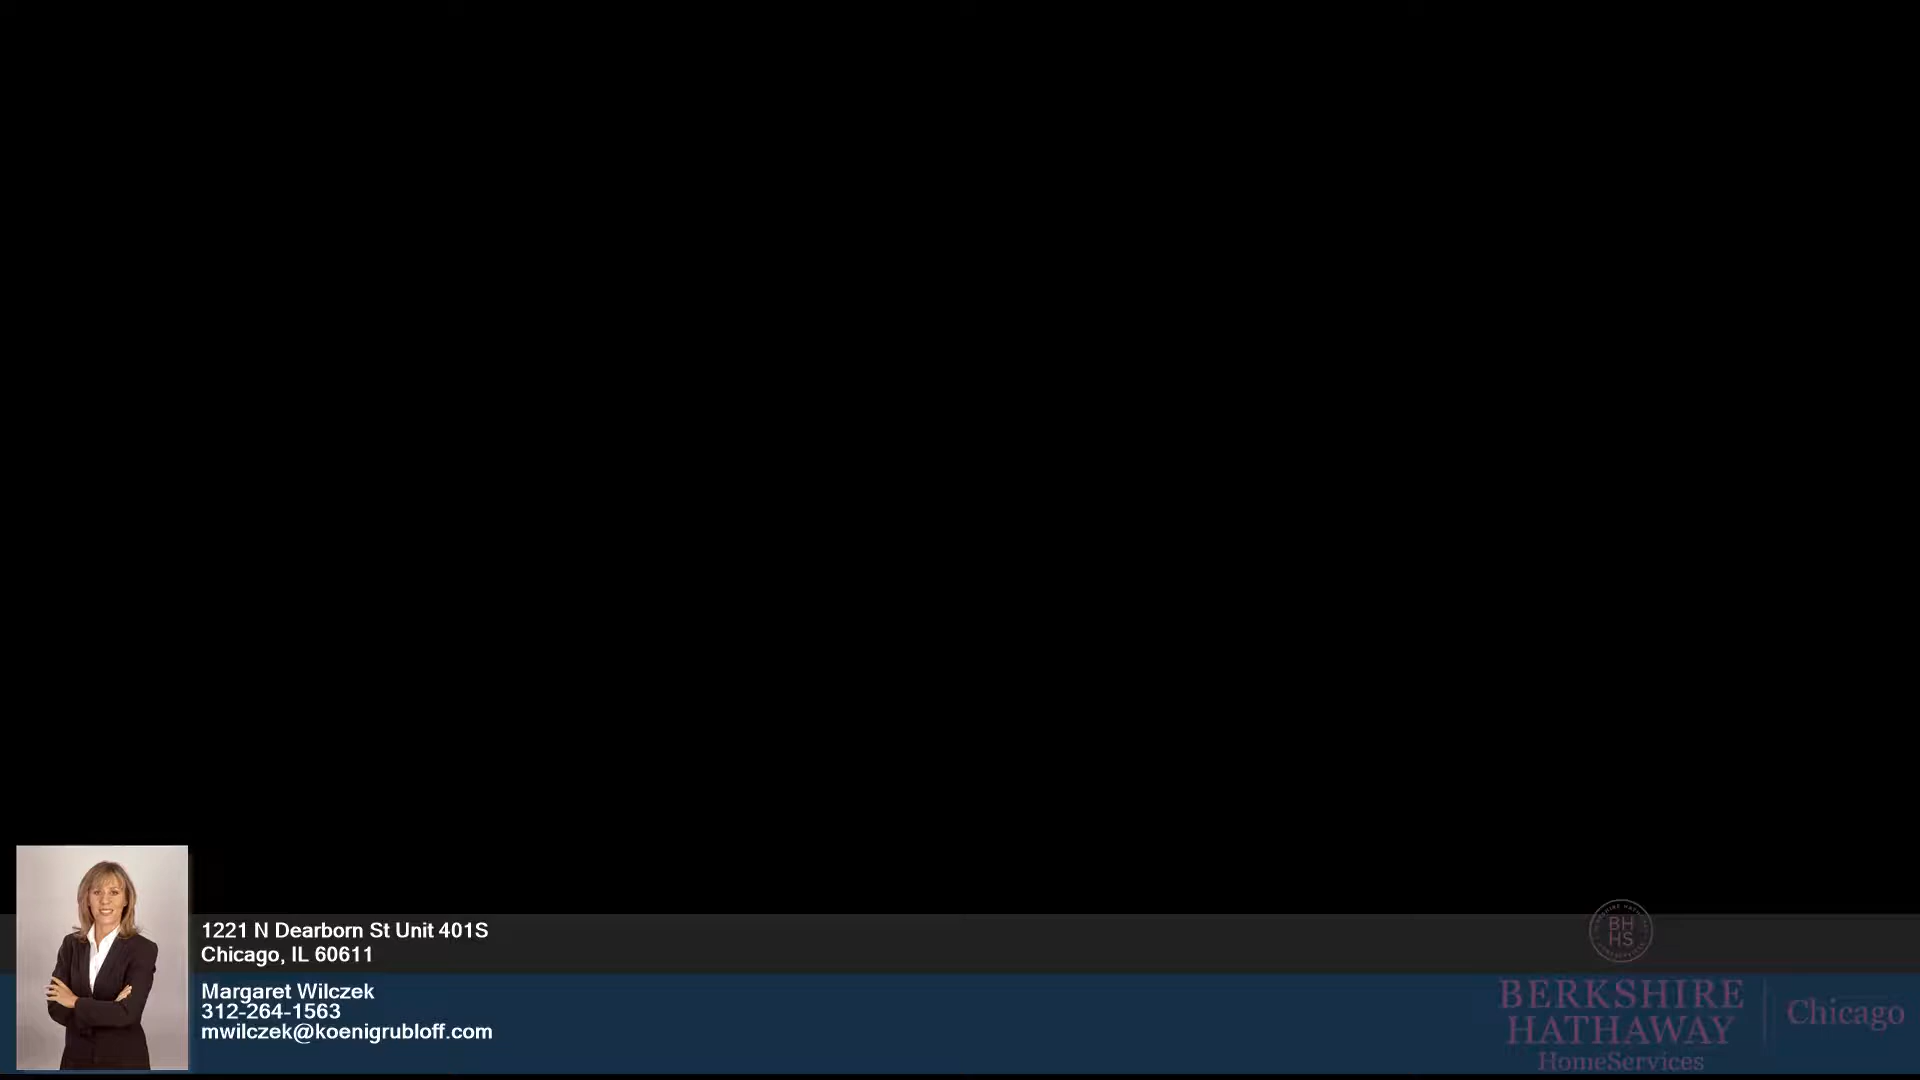 1221 N Dearborn St Unit 401S
Chicago, IL 60611
Margaret Wilczek
312-264-1563
mwilczek@koenigrubloff.com
BH
HS
BERKSHIRE
HATHAWAY
HomeServices
Chicago